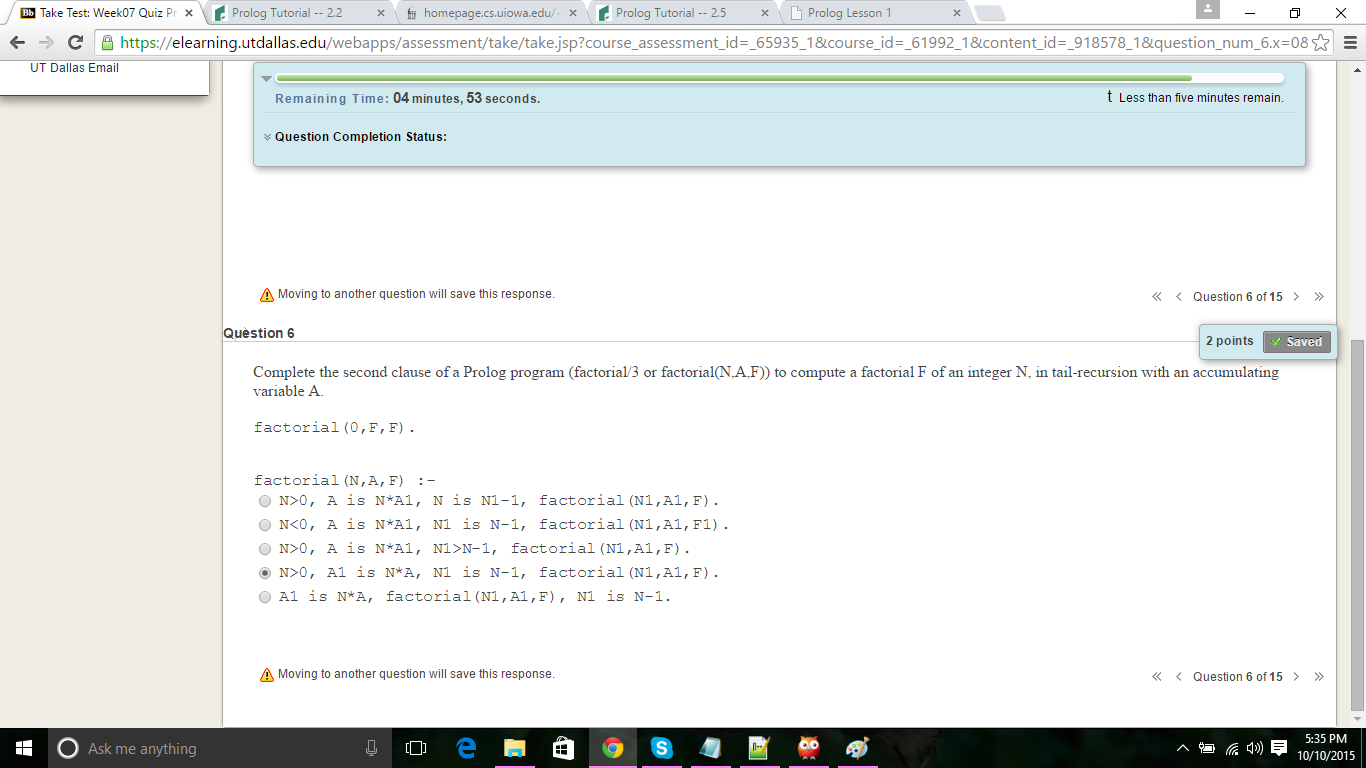 Take Test: Week07 Quiz Pr
Prolog Tutorial -- 2.2
homepage.cs.uiowa.edu/~
Prolog Tutorial -- 2.5
Prolog Lesson 1
https://elearning.utdallas.edu/webapps/assessment/take/take.jsp?course_assessment_id=_65935_1&course_id=_61992_1&content_id=_918578_1&question_num_6.x=08
UT Dallas Email
Remaining Time: 04 minutes, 53 seconds.
t Less than five minutes remain.
Question Completion Status:
Moving to another question will save this response.
Question 6 of 15
Question 6
2 points
Saved
Complete the second clause of a Prolog program (factorial/3 or factorial(N,A,F)) to compute a factorial F of an integer N, in tail-recursion with an accumulating
variable A.
factorial(0,F,F).
factorial(N,A,F) :-
N>0, A is N*A1, N is N1-1, factorial(N1,A1,F).
N<0, A is N*A1, N1 is N-1, factorial(N1,A1,F1).
N>0, A is N*A1, N1>N-1, factorial(N1,A1,F).
N>0, A1 is N*A, N1 is N-1, factorial(N1,A1,F).
A1 is N*A, factorial(N1,A1,F), N1 is N-1.
Moving to another question will save this response.
Question 6 of 15
Ask me anything
5:35 PM
10/10/2015